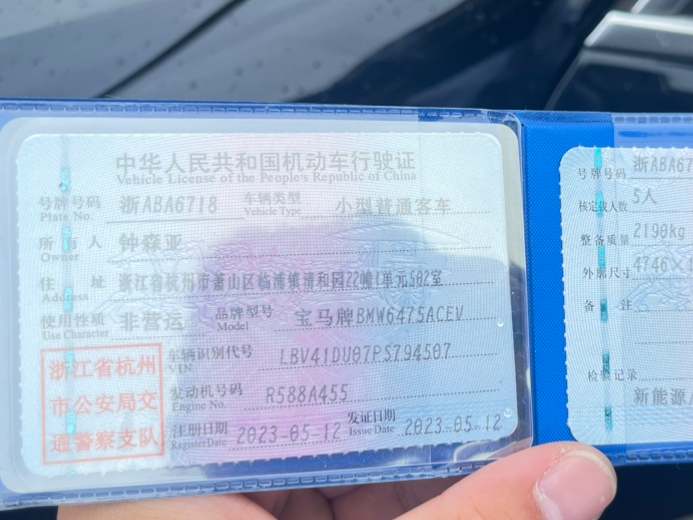 中华人民共和国机动车行驶证
Vehicle License of the People's Republic of China
号牌号码 浙ABA6718 车辆类型 小型普通客车
Plate No. Vehicle Type
所有人 钟森亚
Owner
住址 浙江省杭州市萧山区临浦镇清和园22幢1单元502室
Address
使用性质 非营运 品牌型号 宝马牌BMW6475ACEV
Use Character Model
浙江省杭州
市公安局交
通警察支队
车辆识别代号 LBV41DU07PS794507
VIN
发动机号码 R588A455
Engine No.
注册日期 2023-05-12 发证日期 2023-05-12
Register Date Issue Date
号牌号码 浙ABA67
核定载人数 5人
整备质量 2190kg
外廓尺寸 4746×
备注
检验记录
新能源/